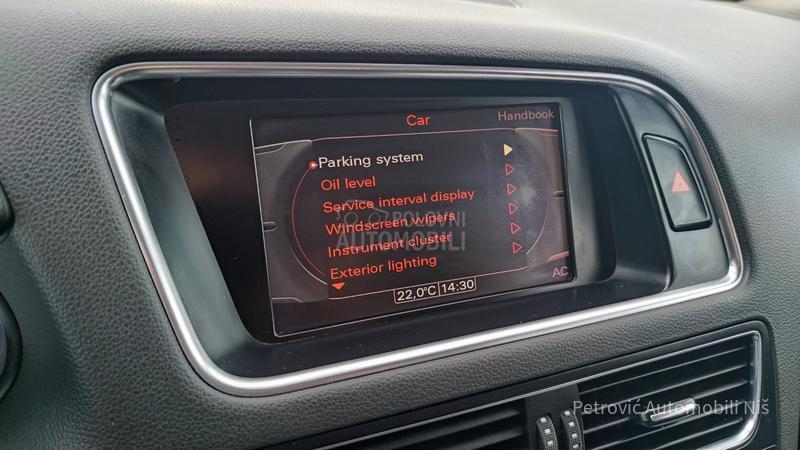 Car
Handbook
Parking system
Oil level
Service interval display
Windscreen wipers
Instrument cluster
Exterior lighting
AC
22,0°C 14:30
POLOVNI
AUTOMOBILI
Petrović Automobili Niš